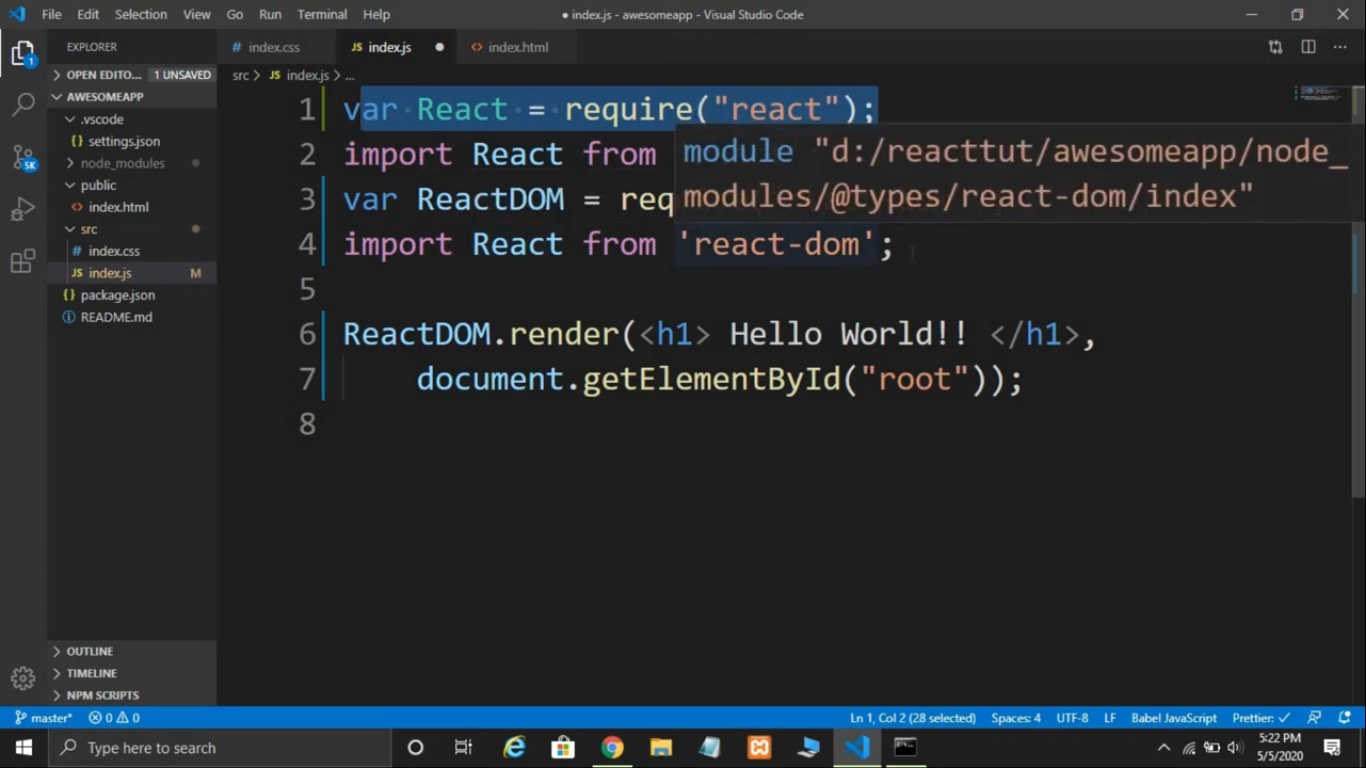 File Edit Selection View Go Run Terminal Help
● index.js - awesomeapp - Visual Studio Code
EXPLORER
# index.css
JS index.js ●
<> index.html
OPEN EDITO... 1 UNSAVED
src > JS index.js > ...
AWESOMEAPP
.vscode
{} settings.json
node_modules
public
<> index.html
src
# index.css
JS index.js M
{} package.json
README.md
OUTLINE
TIMELINE
NPM SCRIPTS
1
5K
1 var React = require("react");
2 import React from
module "d:/reacttut/awesomeapp/node_
modules/@types/react-dom/index"
3 var ReactDOM = req
4 import React from 'react-dom';
5
6 ReactDOM.render(<h1> Hello World!! </h1>,
7 document.getElementById("root"));
8
master* 0 0
Ln 1, Col 2 (28 selected) Spaces: 4 UTF-8 LF Babel JavaScript Prettier: ✓
Type here to search
5:22 PM
5/5/2020